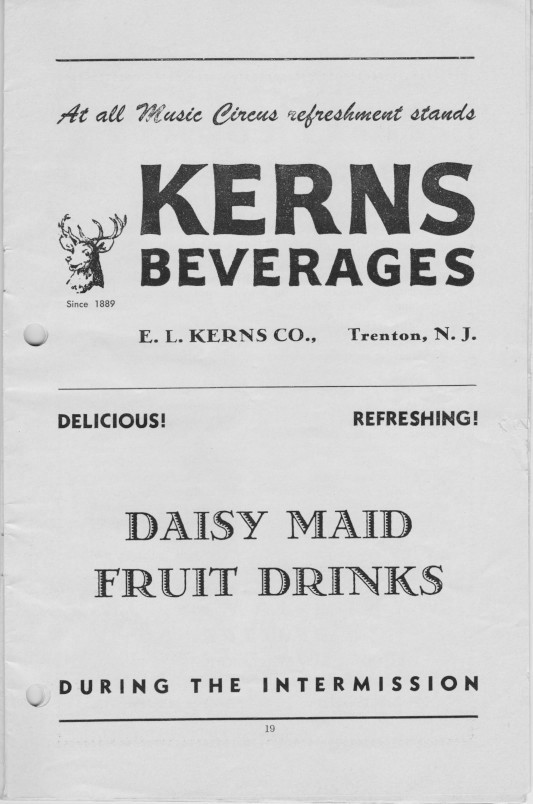 At all Music Circus refreshment stands
KERNS
BEVERAGES
Since 1889
E. L. KERNS CO., Trenton, N. J.
DELICIOUS! REFRESHING!
DAISY MAID
FRUIT DRINKS
DURING THE INTERMISSION
19